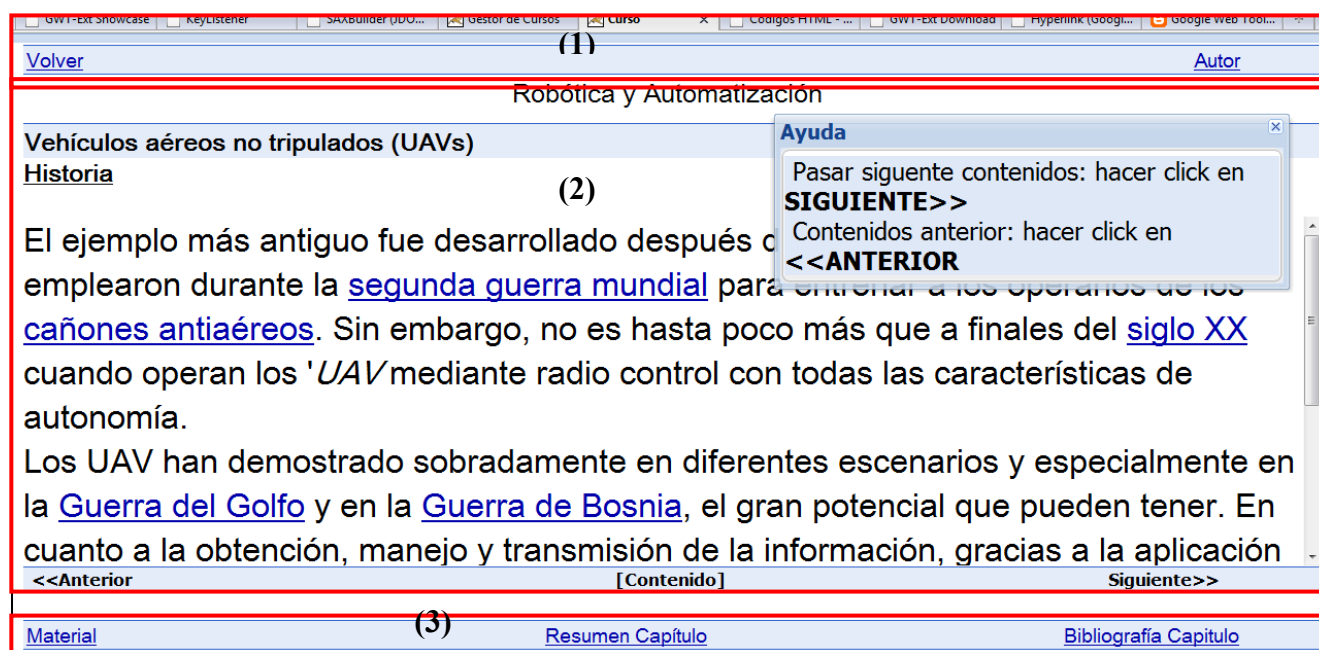 GWT-Ext Showcase KeyListener SAXBuilder (JDO... Gestor de Cursos Curso x Códigos HTML - ... GWT-Ext Download Hyperlink (Googl... Google Web Tool...
(1)
Volver Autor
Robótica y Automatización
Vehículos aéreos no tripulados (UAVs)
Historia
(2)
Ayuda
Pasar siguente contenidos: hacer click en
SIGUIENTE>>
Contenidos anterior: hacer click en
<<ANTERIOR
El ejemplo más antiguo fue desarrollado después
emplearon durante la segunda guerra mundial para entrenar a los operarios de los
cañones antiaéreos. Sin embargo, no es hasta poco más que a finales del siglo XX
cuando operan los 'UAV mediante radio control con todas las características de
autonomía.
Los UAV han demostrado sobradamente en diferentes escenarios y especialmente en
la Guerra del Golfo y en la Guerra de Bosnia, el gran potencial que pueden tener. En
cuanto a la obtención, manejo y transmisión de la información, gracias a la aplicación
<<Anterior [Contenido] Siguiente>>
(3)
Material Resumen Capítulo Bibliografía Capitulo